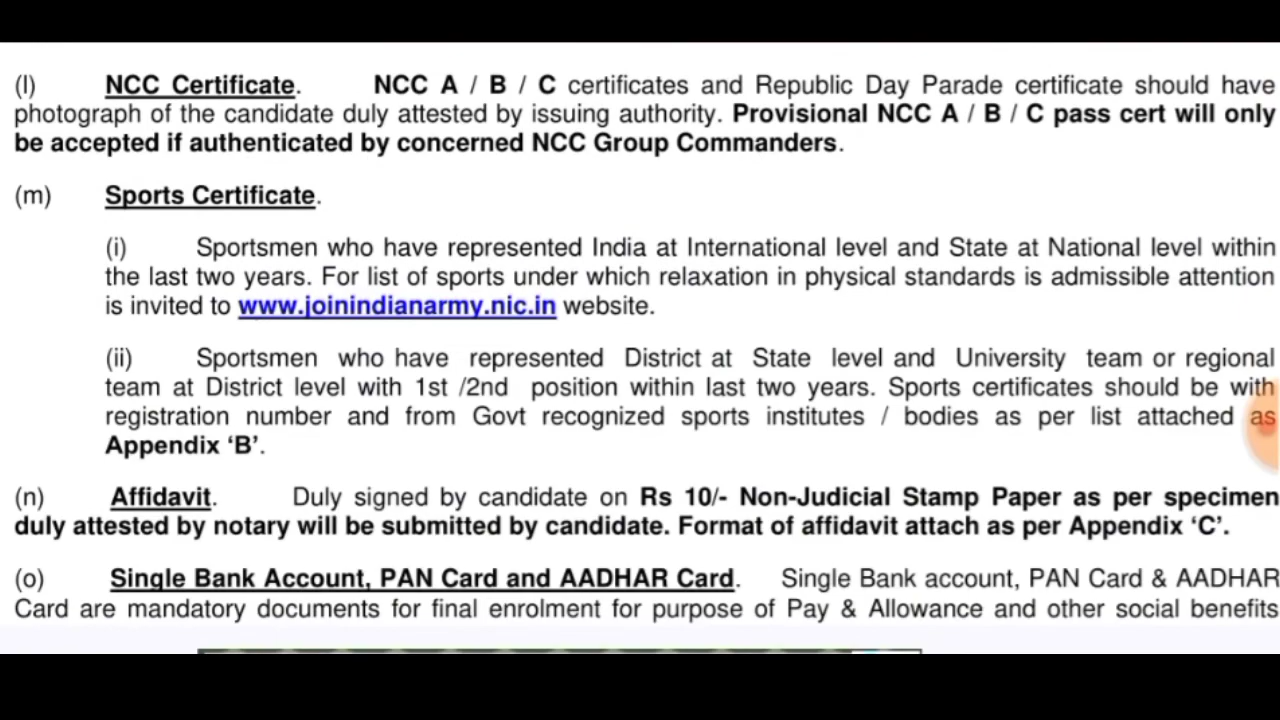 (l) NCC Certificate. NCC A / B / C certificates and Republic Day Parade certificate should have
photograph of the candidate duly attested by issuing authority. Provisional NCC A / B / C pass cert will only
be accepted if authenticated by concerned NCC Group Commanders.
(m) Sports Certificate.
(i) Sportsmen who have represented India at International level and State at National level within
the last two years. For list of sports under which relaxation in physical standards is admissible attention
is invited to www.joinindianarmy.nic.in website.
(ii) Sportsmen who have represented District at State level and University team or regional
team at District level with 1st /2nd position within last two years. Sports certificates should be with
registration number and from Govt recognized sports institutes / bodies as per list attached as
Appendix ‘B’.
(n) Affidavit. Duly signed by candidate on Rs 10/- Non-Judicial Stamp Paper as per specimen
duly attested by notary will be submitted by candidate. Format of affidavit attach as per Appendix ‘C’.
(o) Single Bank Account, PAN Card and AADHAR Card. Single Bank account, PAN Card & AADHAR
Card are mandatory documents for final enrolment for purpose of Pay & Allowance and other social benefits